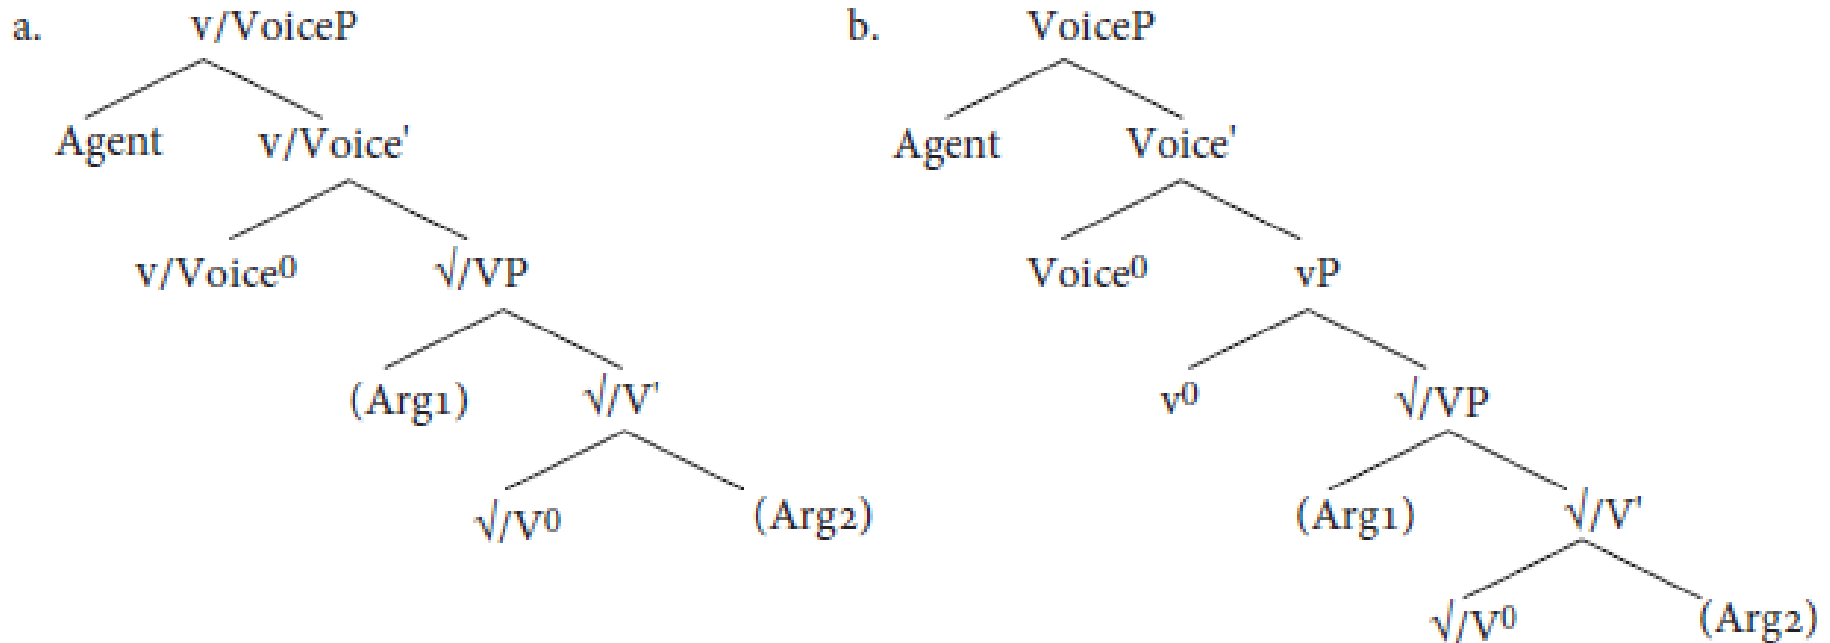 a. v/VoiceP b. VoiceP
Agent v/Voice' Agent Voice'
v/Voice⁰ √/VP Voice⁰ vP
(Arg1) √/V' v⁰ √/VP
√/V⁰ (Arg2) (Arg1) √/V'
√/V⁰ (Arg2)